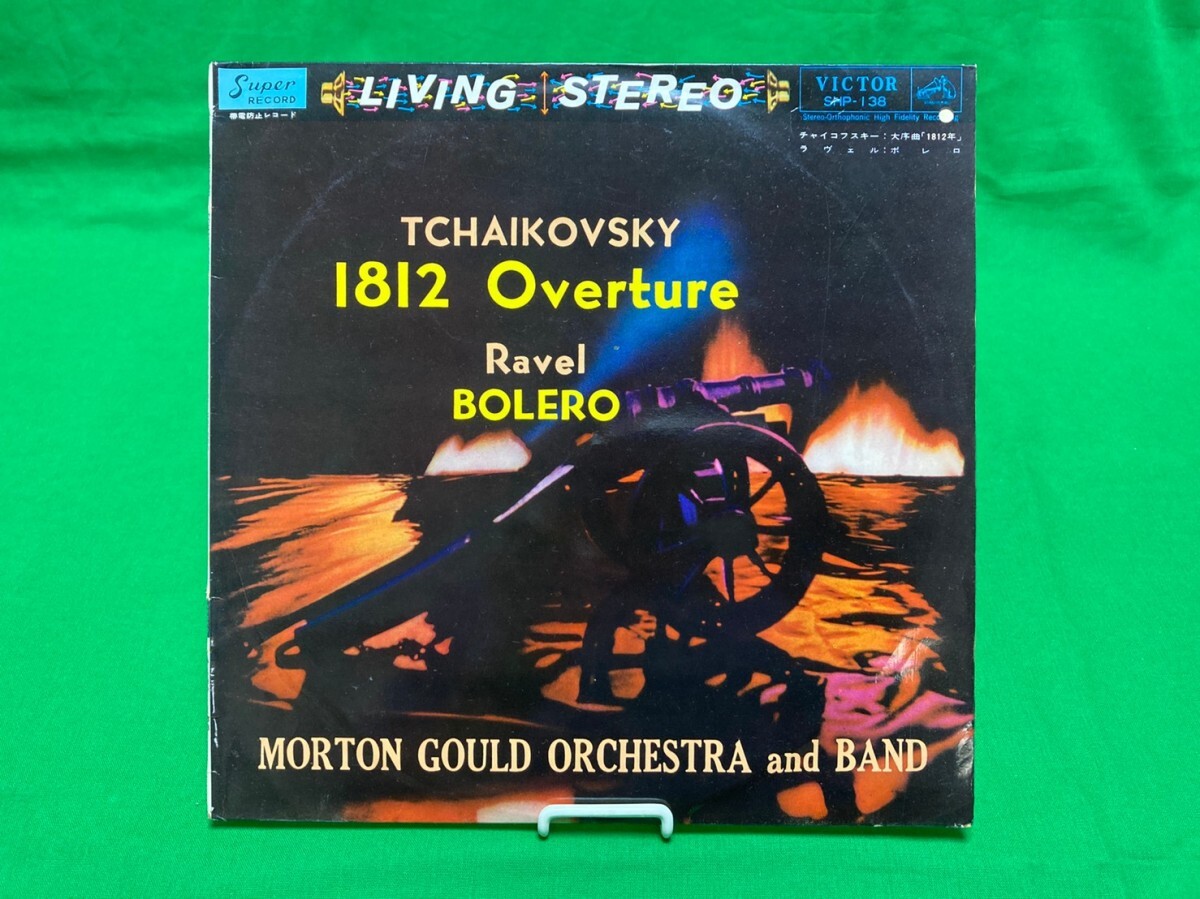 Super
RECORD
帯電防止レコード
LIVING STEREO
VICTOR
SHP-138
Stereo-Orthophonic High Fidelity Recording
チャイコフスキー:大序曲「1812年」
ラヴェル:ボレロ
TCHAIKOVSKY
1812 Overture
Ravel
BOLERO
MORTON GOULD ORCHESTRA and BAND